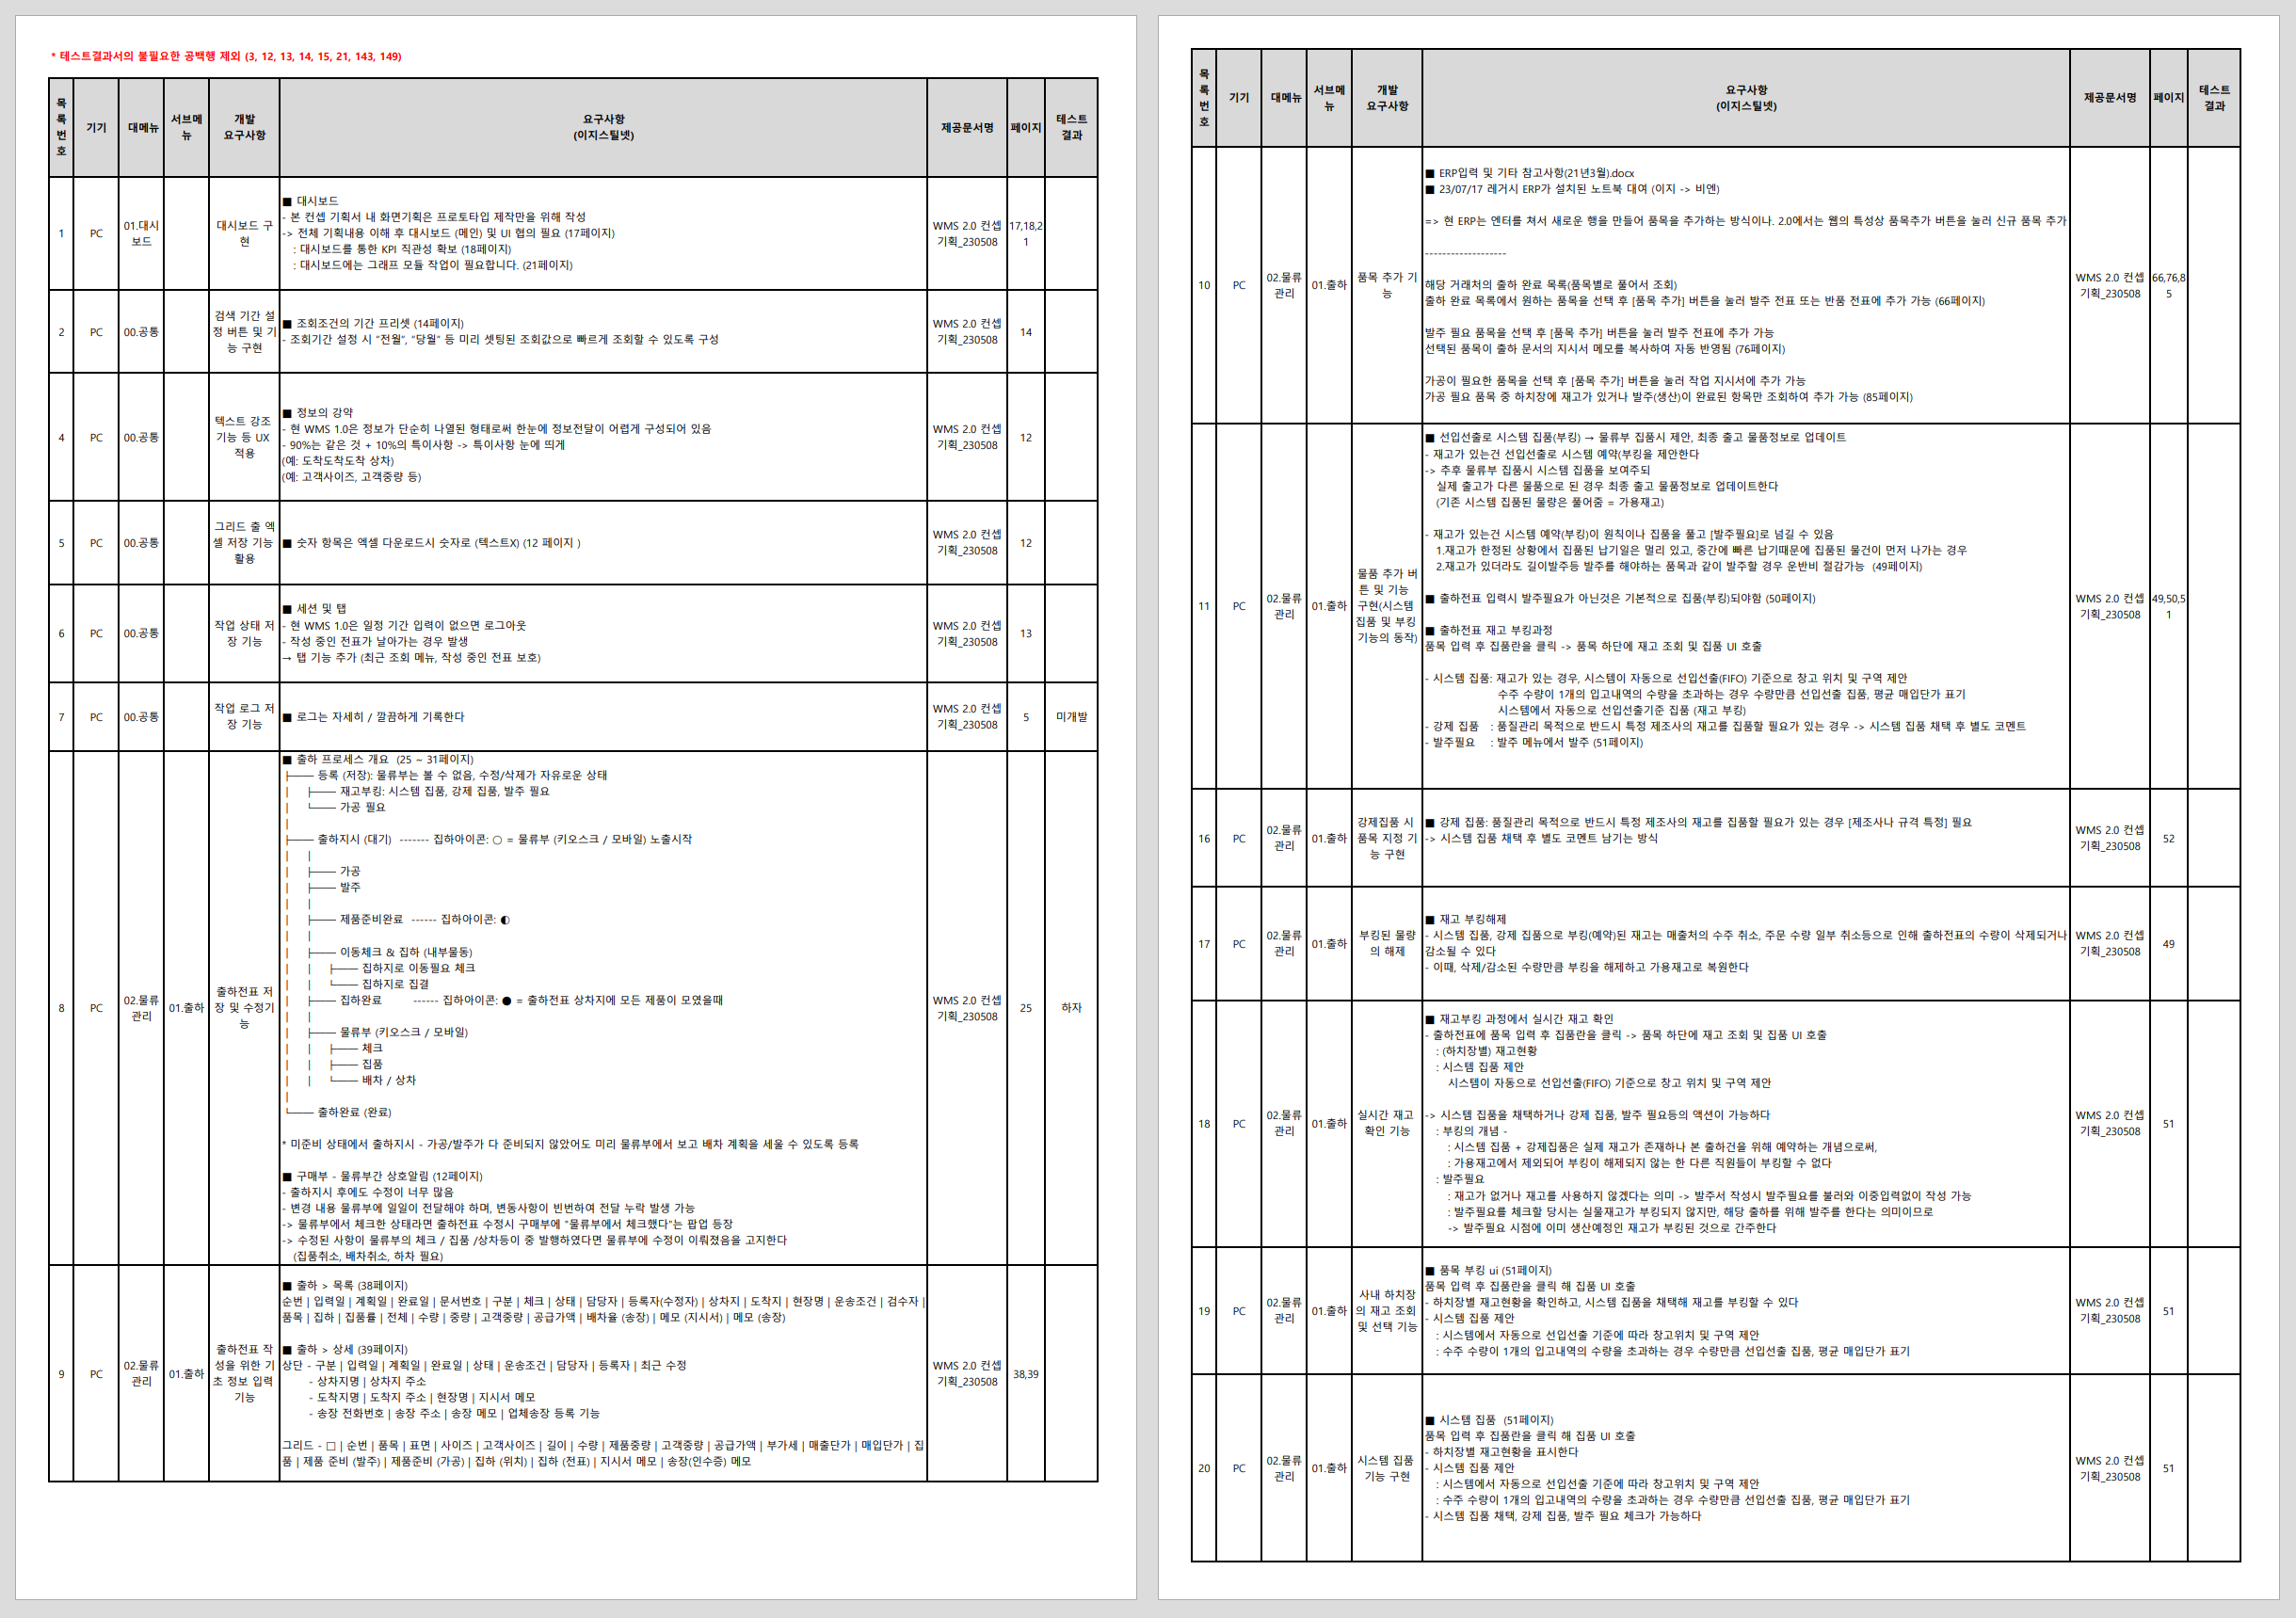 * 테스트결과서의 불필요한 공백행 제외 (3, 12, 13, 14, 15, 21, 143, 149)
목록번호 기기 대메뉴 서브메뉴 개발 요구사항 요구사항 (이지스틸넷) 제공문서명 페이지 테스트 결과
1 PC 01.대시보드 대시보드 구현
■ 대시보드
- 본 컨셉 기획서 내 화면기획은 프로토타입 제작만을 위해 작성
-> 전체 기획내용 이해 후 대시보드 (메인) 및 UI 협의 필요 (17페이지)
: 대시보드를 통한 KPI 직관성 확보 (18페이지)
: 대시보드에는 그래프 모듈 작업이 필요합니다. (21페이지)
WMS 2.0 컨셉기획_230508 17,18,21
2 PC 00.공통 검색 기간 설정 버튼 및 기능 구현
■ 조회조건의 기간 프리셋 (14페이지)
- 조회기간 설정 시 "전월", "당월" 등 미리 셋팅된 조회값으로 빠르게 조회할 수 있도록 구성
WMS 2.0 컨셉기획_230508 14
4 PC 00.공통 텍스트 강조 기능 등 UX 적용
■ 정보의 강약
- 현 WMS 1.0은 정보가 단순히 나열된 형태로써 한눈에 정보전달이 어렵게 구성되어 있음
- 90%는 같은 것 + 10%의 특이사항 -> 특이사항 눈에 띄게
(예: 도착도착도착 상차)
(예: 고객사이즈, 고객중량 등)
WMS 2.0 컨셉기획_230508 12
5 PC 00.공통 그리드 출 엑셀 저장 기능 활용
■ 숫자 항목은 엑셀 다운로드시 숫자로 (텍스트X) (12 페이지 )
WMS 2.0 컨셉기획_230508 12
6 PC 00.공통 작업 상태 저장 기능
■ 세션 및 탭
- 현 WMS 1.0은 일정 기간 입력이 없으면 로그아웃
- 작성 중인 전표가 날아가는 경우 발생
→ 탭 기능 추가 (최근 조회 메뉴, 작성 중인 전표 보호)
WMS 2.0 컨셉기획_230508 13
7 PC 00.공통 작업 로그 저장 기능
■ 로그는 자세히 / 깔끔하게 기록한다
WMS 2.0 컨셉기획_230508 5 미개발
8 PC 02.물류관리 01.출하 출하전표 저장 및 수정기능
■ 출하 프로세스 개요 (25 ~ 31페이지)
├── 등록 (저장): 물류부는 볼 수 없음, 수정/삭제가 자유로운 상태
│ ├── 재고부킹: 시스템 집품, 강제 집품, 발주 필요
│ └── 가공 필요
│
├── 출하지시 (대기) ------- 집하아이콘: ○ = 물류부 (키오스크 / 모바일) 노출시작
│ │
│ ├── 가공
│ ├── 발주
│ │
│ ├── 제품준비완료 ------ 집하아이콘: ◐
│ │
│ ├── 이동체크 & 집하 (내부물동)
│ │ ├── 집하지로 이동필요 체크
│ │ └── 집하지로 집결
│ ├── 집하완료 ------ 집하아이콘: ● = 출하전표 상차지에 모든 제품이 모였을때
│ │
│ ├── 물류부 (키오스크 / 모바일)
│ │ ├── 체크
│ │ ├── 집품
│ │ └── 배차 / 상차
│
└── 출하완료 (완료)
* 미준비 상태에서 출하지시 - 가공/발주가 다 준비되지 않았어도 미리 물류부에서 보고 배차 계획을 세울 수 있도록 등록
■ 구매부 - 물류부간 상호알림 (12페이지)
- 출하지시 후에도 수정이 너무 많음
- 변경 내용 물류부에 일일이 전달해야 하며, 변동사항이 빈번하여 전달 누락 발생 가능
-> 물류부에서 체크한 상태라면 출하전표 수정시 구매부에 "물류부에서 체크했다"는 팝업 등장
-> 수정된 사항이 물류부의 체크 / 집품 /상차등이 중 발행하였다면 물류부에 수정이 이뤄졌음을 고지한다
(집품취소, 배차취소, 하차 필요)
WMS 2.0 컨셉기획_230508 25 하자
9 PC 02.물류관리 01.출하 출하전표 작성을 위한 기초 정보 입력 기능
■ 출하 > 목록 (38페이지)
순번 | 입력일 | 계획일 | 완료일 | 문서번호 | 구분 | 체크 | 상태 | 담당자 | 등록자(수정자) | 상차지 | 도착지 | 현장명 | 운송조건 | 검수자 |
품목 | 집하 | 집품률 | 전체 | 수량 | 중량 | 고객중량 | 공급가액 | 배차율 (송장) | 메모 (지시서) | 메모 (송장)
■ 출하 > 상세 (39페이지)
상단 - 구분 | 입력일 | 계획일 | 완료일 | 상태 | 운송조건 | 담당자 | 등록자 | 최근 수정
- 상차지명 | 상차지 주소
- 도착지명 | 도착지 주소 | 현장명 | 지시서 메모
- 송장 전화번호 | 송장 주소 | 송장 메모 | 업체송장 등록 기능
그리드 - □ | 순번 | 품목 | 표면 | 사이즈 | 고객사이즈 | 길이 | 수량 | 제품중량 | 고객중량 | 공급가액 | 부가세 | 매출단가 | 매입단가 | 집
품 | 제품 준비 (발주) | 제품준비 (가공) | 집하 (위치) | 집하 (전표) | 지시서 메모 | 송장(인수증) 메모
WMS 2.0 컨셉기획_230508 38,39
목록번호 기기 대메뉴 서브메뉴 개발 요구사항 요구사항 (이지스틸넷) 제공문서명 페이지 테스트 결과
10 PC 02.물류관리 01.출하 품목 추가 기능
■ ERP입력 및 기타 참고사항(21년3월).docx
■ 23/07/17 레거시 ERP가 설치된 노트북 대여 (이지 -> 비엔)
=> 현 ERP는 엔터를 쳐서 새로운 행을 만들어 품목을 추가하는 방식이나. 2.0에서는 웹의 특성상 품목추가 버튼을 눌러 신규 품목 추가
-------------------
해당 거래처의 출하 완료 목록(품목별로 풀어서 조회)
출하 완료 목록에서 원하는 품목을 선택 후 [품목 추가] 버튼을 눌러 발주 전표 또는 반품 전표에 추가 가능 (66페이지)
발주 필요 품목을 선택 후 [품목 추가] 버튼을 눌러 발주 전표에 추가 가능
선택된 품목이 출하 문서의 지시서 메모를 복사하여 자동 반영됨 (76페이지)
가공이 필요한 품목을 선택 후 [품목 추가] 버튼을 눌러 작업 지시서에 추가 가능
가공 필요 품목 중 하치장에 재고가 있거나 발주(생산)이 완료된 항목만 조회하여 추가 가능 (85페이지)
WMS 2.0 컨셉기획_230508 66,76,85
11 PC 02.물류관리 01.출하 물품 추가 버튼 및 기능 구현(시스템 집품 및 부킹 기능의 동작)
■ 선입선출로 시스템 집품(부킹) → 물류부 집품시 제안, 최종 출고 물품정보로 업데이트
- 재고가 있는건 선입선출로 시스템 예약(부킹을 제안한다
-> 추후 물류부 집품시 시스템 집품을 보여주되
실제 출고가 다른 물품으로 된 경우 최종 출고 물품정보로 업데이트한다
(기존 시스템 집품된 물량은 풀어줌 = 가용재고)
- 재고가 있는건 시스템 예약(부킹)이 원칙이나 집품을 풀고 [발주필요]로 넘길 수 있음
1.재고가 한정된 상황에서 집품된 납기일은 멀리 있고, 중간에 빠른 납기때문에 집품된 물건이 먼저 나가는 경우
2.재고가 있더라도 길이발주등 발주를 해야하는 품목과 같이 발주할 경우 운반비 절감가능 (49페이지)
■ 출하전표 입력시 발주필요가 아닌것은 기본적으로 집품(부킹)되야함 (50페이지)
■ 출하전표 재고 부킹과정
품목 입력 후 집품란을 클릭 -> 품목 하단에 재고 조회 및 집품 UI 호출
- 시스템 집품: 재고가 있는 경우, 시스템이 자동으로 선입선출(FIFO) 기준으로 창고 위치 및 구역 제안
수주 수량이 1개의 입고내역의 수량을 초과하는 경우 수량만큼 선입선출 집품, 평균 매입단가 표기
시스템에서 자동으로 선입선출기준 집품 (재고 부킹)
- 강제 집품 : 품질관리 목적으로 반드시 특정 제조사의 재고를 집품할 필요가 있는 경우 -> 시스템 집품 채택 후 별도 코멘트
- 발주필요 : 발주 메뉴에서 발주 (51페이지)
WMS 2.0 컨셉기획_230508 49,50,51
16 PC 02.물류관리 01.출하 강제집품 시 품목 지정 기능 구현
■ 강제 집품: 품질관리 목적으로 반드시 특정 제조사의 재고를 집품할 필요가 있는 경우 [제조사나 규격 특정] 필요
-> 시스템 집품 채택 후 별도 코멘트 남기는 방식
WMS 2.0 컨셉기획_230508 52
17 PC 02.물류관리 01.출하 부킹된 물량의 해제
■ 재고 부킹해제
- 시스템 집품, 강제 집품으로 부킹(예약)된 재고는 매출처의 수주 취소, 주문 수량 일부 취소등으로 인해 출하전표의 수량이 삭제되거나
감소될 수 있다
- 이때, 삭제/감소된 수량만큼 부킹을 해제하고 가용재고로 복원한다
WMS 2.0 컨셉기획_230508 49
18 PC 02.물류관리 01.출하 실시간 재고 확인 기능
■ 재고부킹 과정에서 실시간 재고 확인
- 출하전표에 품목 입력 후 집품란을 클릭 -> 품목 하단에 재고 조회 및 집품 UI 호출
: (하치장별) 재고현황
: 시스템 집품 제안
시스템이 자동으로 선입선출(FIFO) 기준으로 창고 위치 및 구역 제안
-> 시스템 집품을 채택하거나 강제 집품, 발주 필요등의 액션이 가능하다
: 부킹의 개념 -
: 시스템 집품 + 강제집품은 실제 재고가 존재하나 본 출하건을 위해 예약하는 개념으로써,
: 가용재고에서 제외되어 부킹이 해제되지 않는 한 다른 직원들이 부킹할 수 없다
: 발주필요
: 재고가 없거나 재고를 사용하지 않겠다는 의미 -> 발주서 작성시 발주필요를 불러와 이중입력없이 작성 가능
: 발주필요를 체크할 당시는 실물재고가 부킹되지 않지만, 해당 출하를 위해 발주를 한다는 의미이므로
-> 발주필요 시점에 이미 생산예정인 재고가 부킹된 것으로 간주한다
WMS 2.0 컨셉기획_230508 51
19 PC 02.물류관리 01.출하 사내 하치장의 재고 조회 및 선택 기능
■ 품목 부킹 ui (51페이지)
품목 입력 후 집품란을 클릭 해 집품 UI 호출
- 하치장별 재고현황을 확인하고, 시스템 집품을 채택해 재고를 부킹할 수 있다
- 시스템 집품 제안
: 시스템에서 자동으로 선입선출 기준에 따라 창고위치 및 구역 제안
: 수주 수량이 1개의 입고내역의 수량을 초과하는 경우 수량만큼 선입선출 집품, 평균 매입단가 표기
WMS 2.0 컨셉기획_230508 51
20 PC 02.물류관리 01.출하 시스템 집품 기능 구현
■ 시스템 집품 (51페이지)
품목 입력 후 집품란을 클릭 해 집품 UI 호출
- 하치장별 재고현황을 표시한다
- 시스템 집품 제안
: 시스템에서 자동으로 선입선출 기준에 따라 창고위치 및 구역 제안
: 수주 수량이 1개의 입고내역의 수량을 초과하는 경우 수량만큼 선입선출 집품, 평균 매입단가 표기
- 시스템 집품 채택, 강제 집품, 발주 필요 체크가 가능하다
WMS 2.0 컨셉기획_230508 51